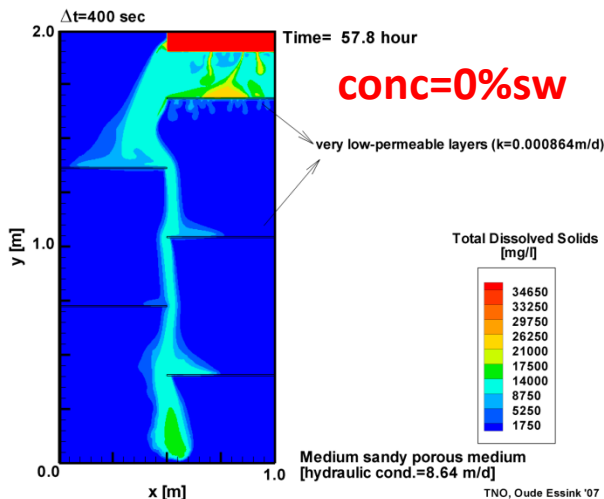 Δt=400 sec
2.0
Time= 57.8 hour
conc=0%sw
very low-permeable layers (k=0.000864m/d)
y [m]
1.0
Total Dissolved Solids
[mg/l]
34650
33250
29750
26250
21000
17500
14000
8750
5250
1750
Medium sandy porous medium
[hydraulic cond.=8.64 m/d]
0.0
1.0
x [m]
TNO, Oude Essink '07